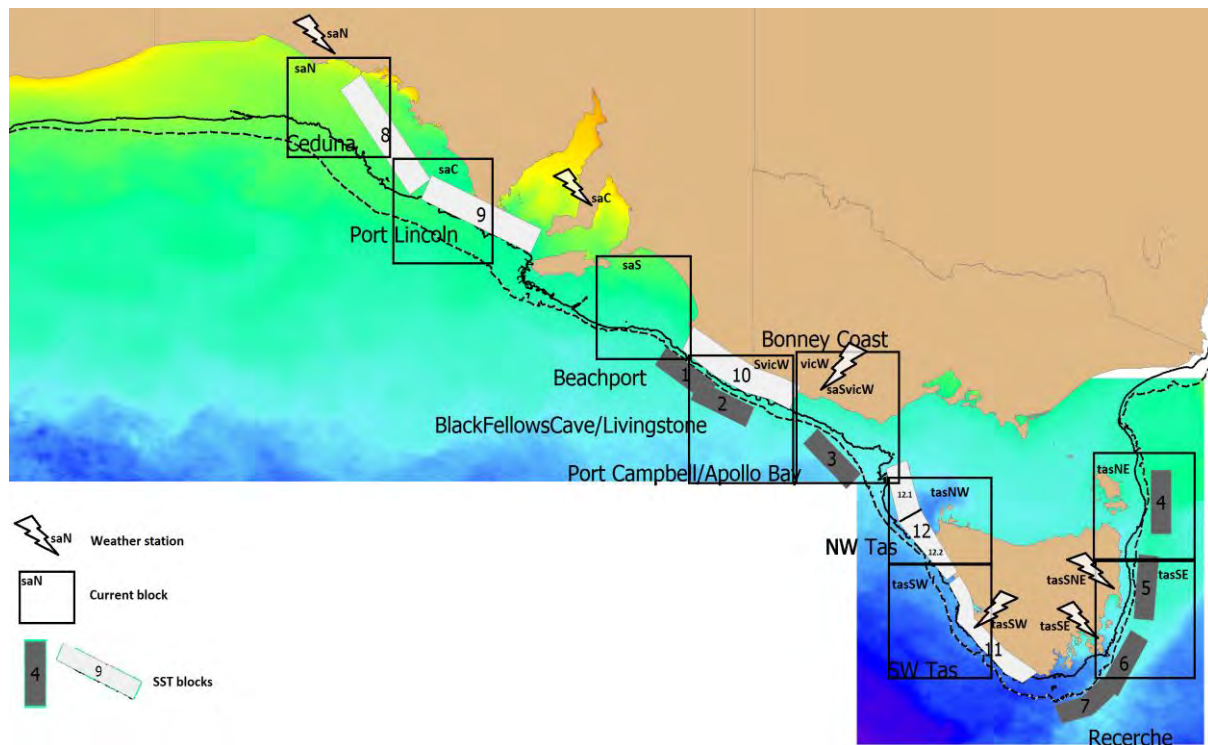 saN
saN
8
Ceduna
saC
saC
9
Port Lincoln
saS
Bonney Coast
SvicW
vicW
10
1
saSvicW
Beachport
2
BlackFellowsCave/Livingstone
3
Port Campbell/Apollo Bay
tasNE
12.1
tasNW
4
12
NW Tas
12.2
tasSW
tasSNE
tasSE
5
tasSW
tasSE
11
6
SW Tas
7
Recerche
saN
Weather station
saN
Current block
4
9
SST blocks